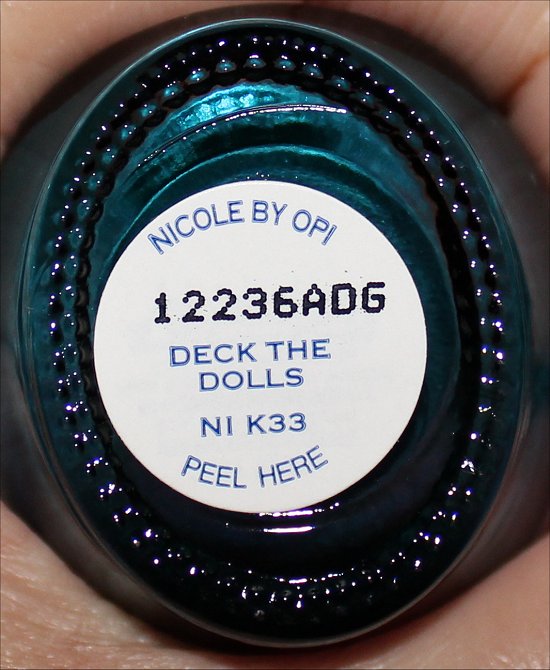 NICOLE BY OPI
12236ADG
DECK THE
DOLLS
NI K33
PEEL HERE